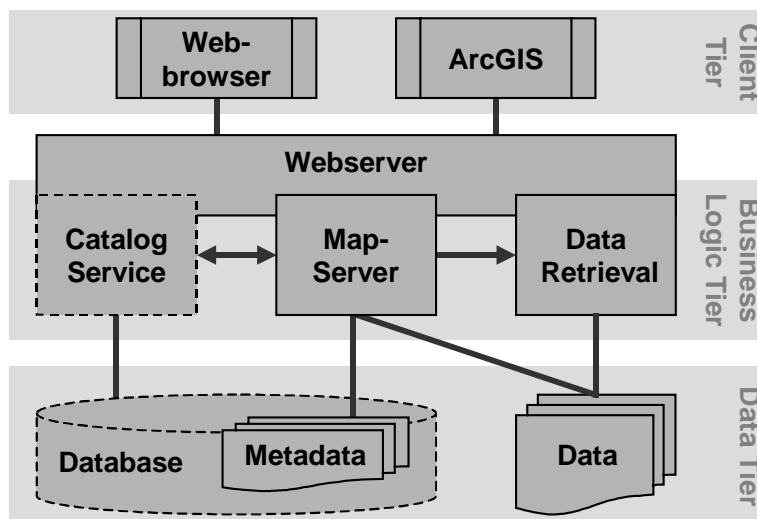 Web-
browser
ArcGIS
Client
Tier
Webserver
Catalog
Service
Map-
Server
Data
Retrieval
Business
Logic Tier
Database
Metadata
Data
Data Tier